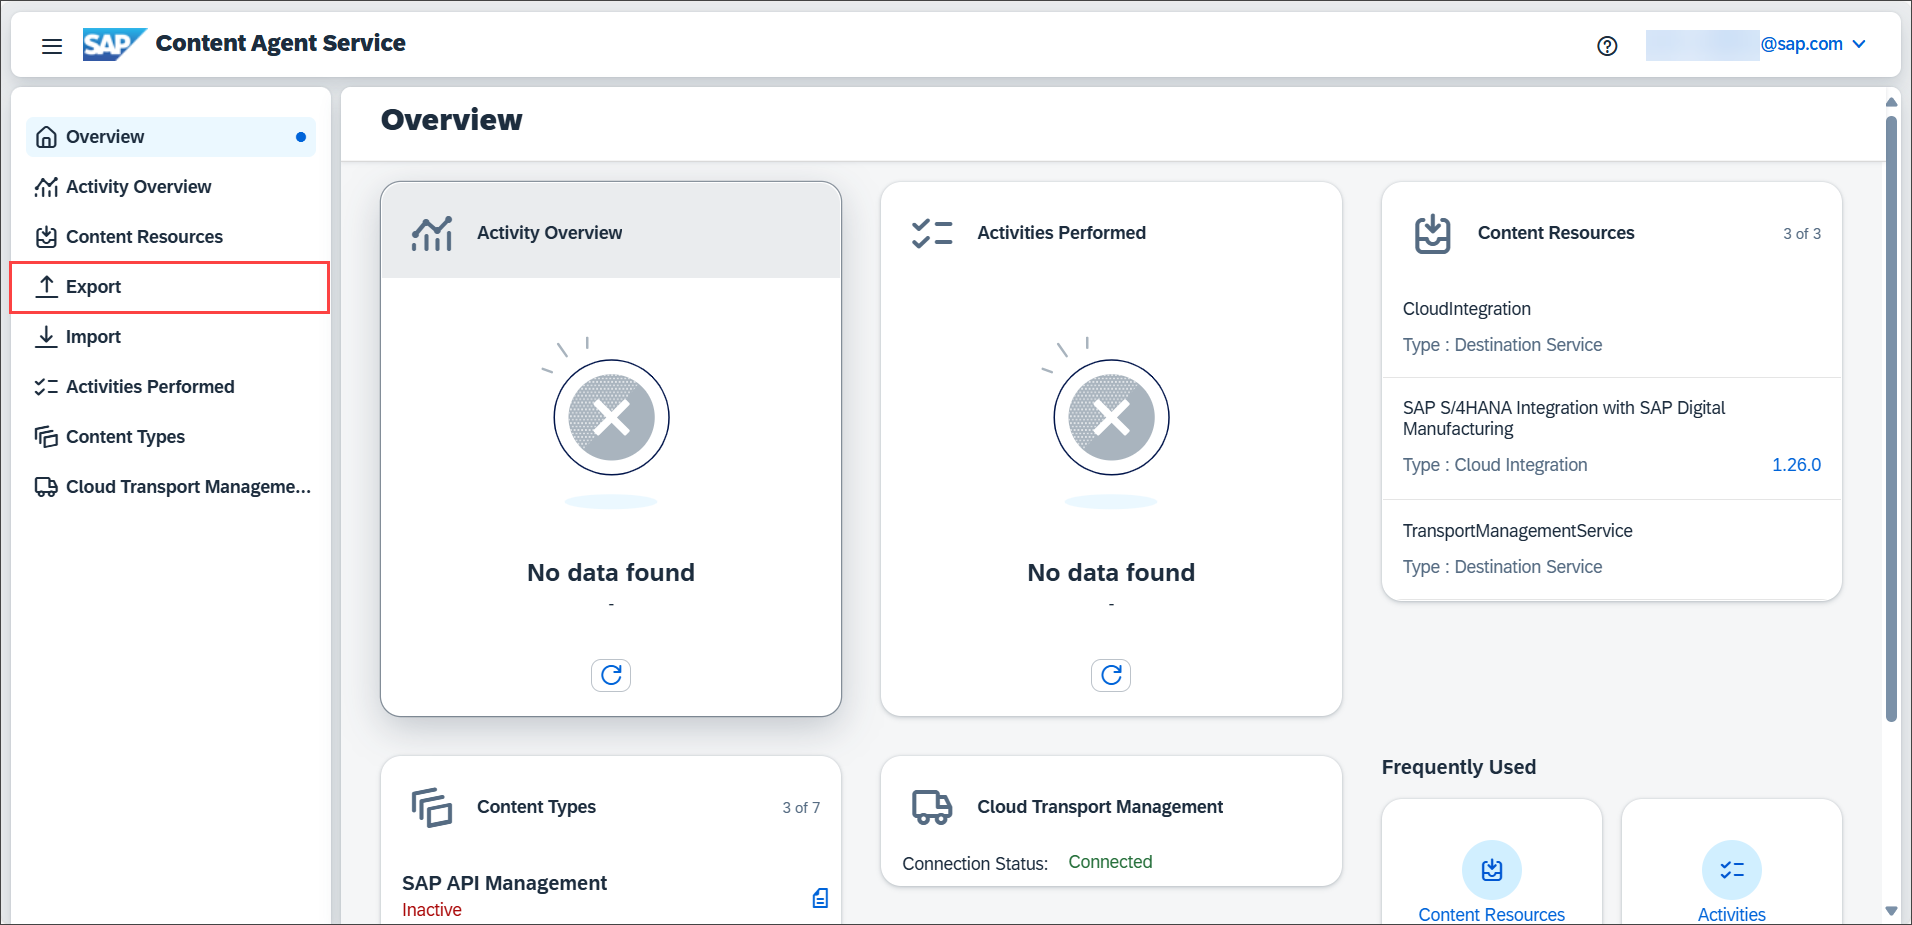 SAP Content Agent Service
@sap.com
Overview
Activity Overview
Content Resources
Export
Import
Activities Performed
Content Types
Cloud Transport Manageme...
Overview
Activity Overview
No data found
-
Activities Performed
No data found
-
Content Resources 3 of 3
CloudIntegration
Type : Destination Service
SAP S/4HANA Integration with SAP Digital
Manufacturing
Type : Cloud Integration 1.26.0
TransportManagementService
Type : Destination Service
Content Types 3 of 7
SAP API Management
Inactive
Cloud Transport Management
Connection Status: Connected
Frequently Used
Content Resources
Activities